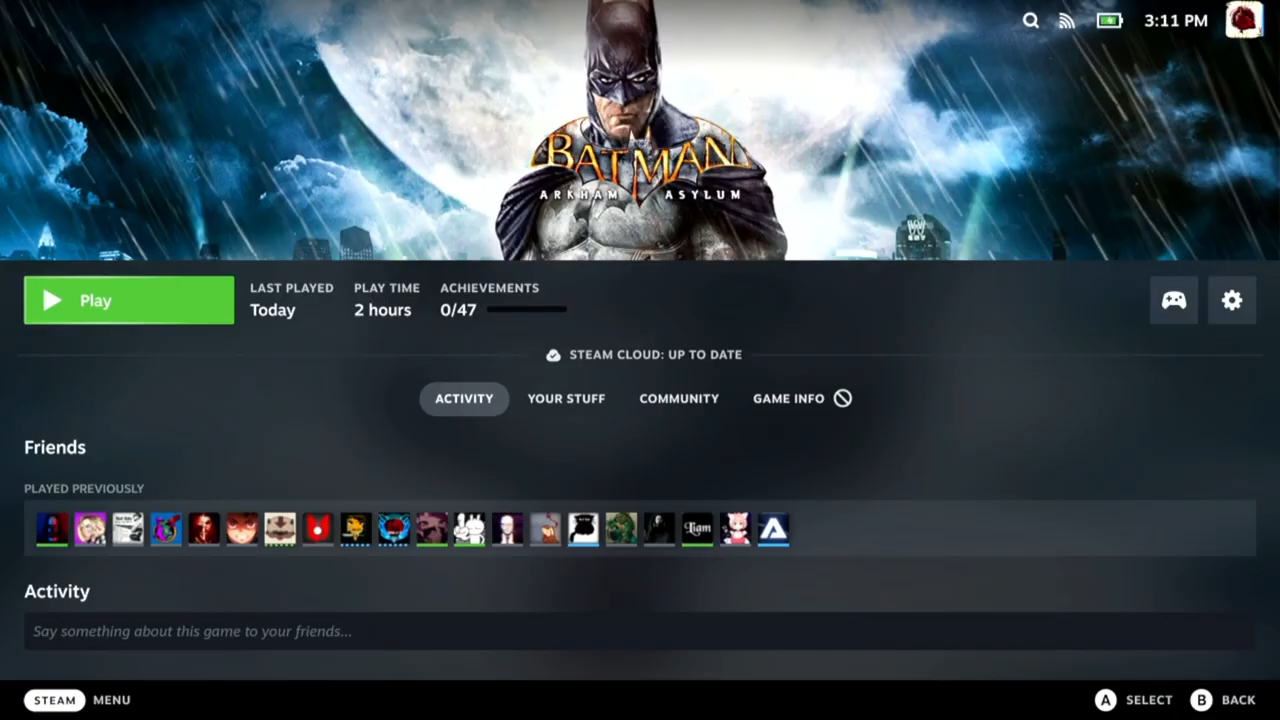 3:11 PM
BATMAN
ARKHAM ASYLUM
Play
LAST PLAYED
Today
PLAY TIME
2 hours
ACHIEVEMENTS
0/47
STEAM CLOUD: UP TO DATE
ACTIVITY
YOUR STUFF
COMMUNITY
GAME INFO
Friends
PLAYED PREVIOUSLY
Liam
Activity
Say something about this game to your friends...
STEAM MENU
A SELECT
B BACK